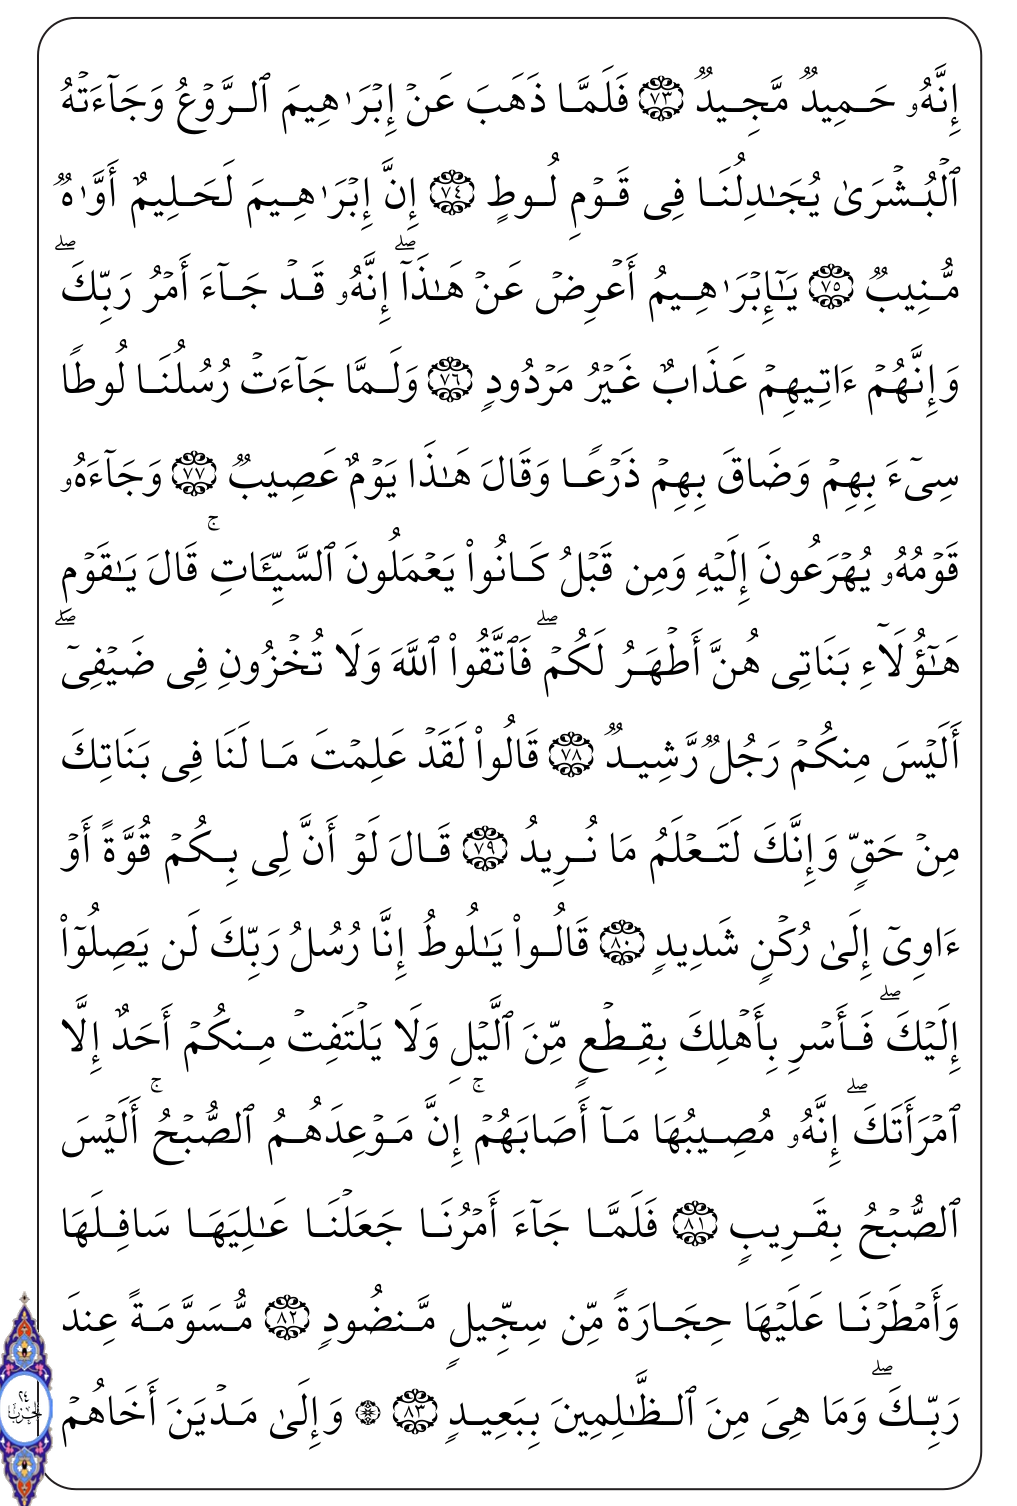 إِنَّهُۥ حَمِيدٌ مَّجِيدٌ ٧٣ فَلَمَّا ذَهَبَ عَنۡ إِبۡرَٰهِيمَ ٱلرَّوۡعُ وَجَآءَتۡهُ
ٱلۡبُشۡرَىٰ يُجَٰدِلُنَا فِي قَوۡمِ لُوطٍ ٧٤ إِنَّ إِبۡرَٰهِيمَ لَحَلِيمٌ أَوَّٰهٌ
مُّنِيبٌ ٧٥ يَٰٓإِبۡرَٰهِيمُ أَعۡرِضۡ عَنۡ هَٰذَآۖ إِنَّهُۥ قَدۡ جَآءَ أَمۡرُ رَبِّكَۖ
وَإِنَّهُمۡ ءَاتِيهِمۡ عَذَابٌ غَيۡرُ مَرۡدُودٍ ٧٦ وَلَمَّا جَآءَتۡ رُسُلُنَا لُوطًا
سِيٓءَ بِهِمۡ وَضَاقَ بِهِمۡ ذَرۡعًا وَقَالَ هَٰذَا يَوۡمٌ عَصِيبٌ ٧٧ وَجَآءَهُۥ
قَوۡمُهُۥ يُهۡرَعُونَ إِلَيۡهِ وَمِن قَبۡلُ كَانُواْ يَعۡمَلُونَ ٱلسَّيِّـَٔاتِۚ قَالَ يَٰقَوۡمِ
هَٰٓؤُلَآءِ بَنَاتِي هُنَّ أَطۡهَرُ لَكُمۡۖ فَٱتَّقُواْ ٱللَّهَ وَلَا تُخۡزُونِ فِي ضَيۡفِيٓۖ
أَلَيۡسَ مِنكُمۡ رَجُلٌ رَّشِيدٌ ٧٨ قَالُواْ لَقَدۡ عَلِمۡتَ مَا لَنَا فِي بَنَاتِكَ
مِنۡ حَقٍّ وَإِنَّكَ لَتَعۡلَمُ مَا نُرِيدُ ٧٩ قَالَ لَوۡ أَنَّ لِي بِكُمۡ قُوَّةً أَوۡ
ءَاوِيٓ إِلَىٰ رُكۡنٍ شَدِيدٍ ٨٠ قَالُواْ يَٰلُوطُ إِنَّا رُسُلُ رَبِّكَ لَن يَصِلُوٓاْ
إِلَيۡكَۖ فَأَسۡرِ بِأَهۡلِكَ بِقِطۡعٍ مِّنَ ٱلَّيۡلِ وَلَا يَلۡتَفِتۡ مِنكُمۡ أَحَدٌ إِلَّا
ٱمۡرَأَتَكَۖ إِنَّهُۥ مُصِيبُهَا مَآ أَصَابَهُمۡۚ إِنَّ مَوۡعِدَهُمُ ٱلصُّبۡحُۚ أَلَيۡسَ
ٱلصُّبۡحُ بِقَرِيبٍ ٨١ فَلَمَّا جَآءَ أَمۡرُنَا جَعَلۡنَا عَٰلِيَهَا سَافِلَهَا
وَأَمۡطَرۡنَا عَلَيۡهَا حِجَارَةً مِّن سِجِّيلٍ مَّنضُودٍ ٨٢ مُّسَوَّمَةً عِندَ
رَبِّكَۖ وَمَا هِيَ مِنَ ٱلظَّٰلِمِينَ بِبَعِيدٍ ٨٣ ۞ وَإِلَىٰ مَدۡيَنَ أَخَاهُمۡ
٢٤
الحزب